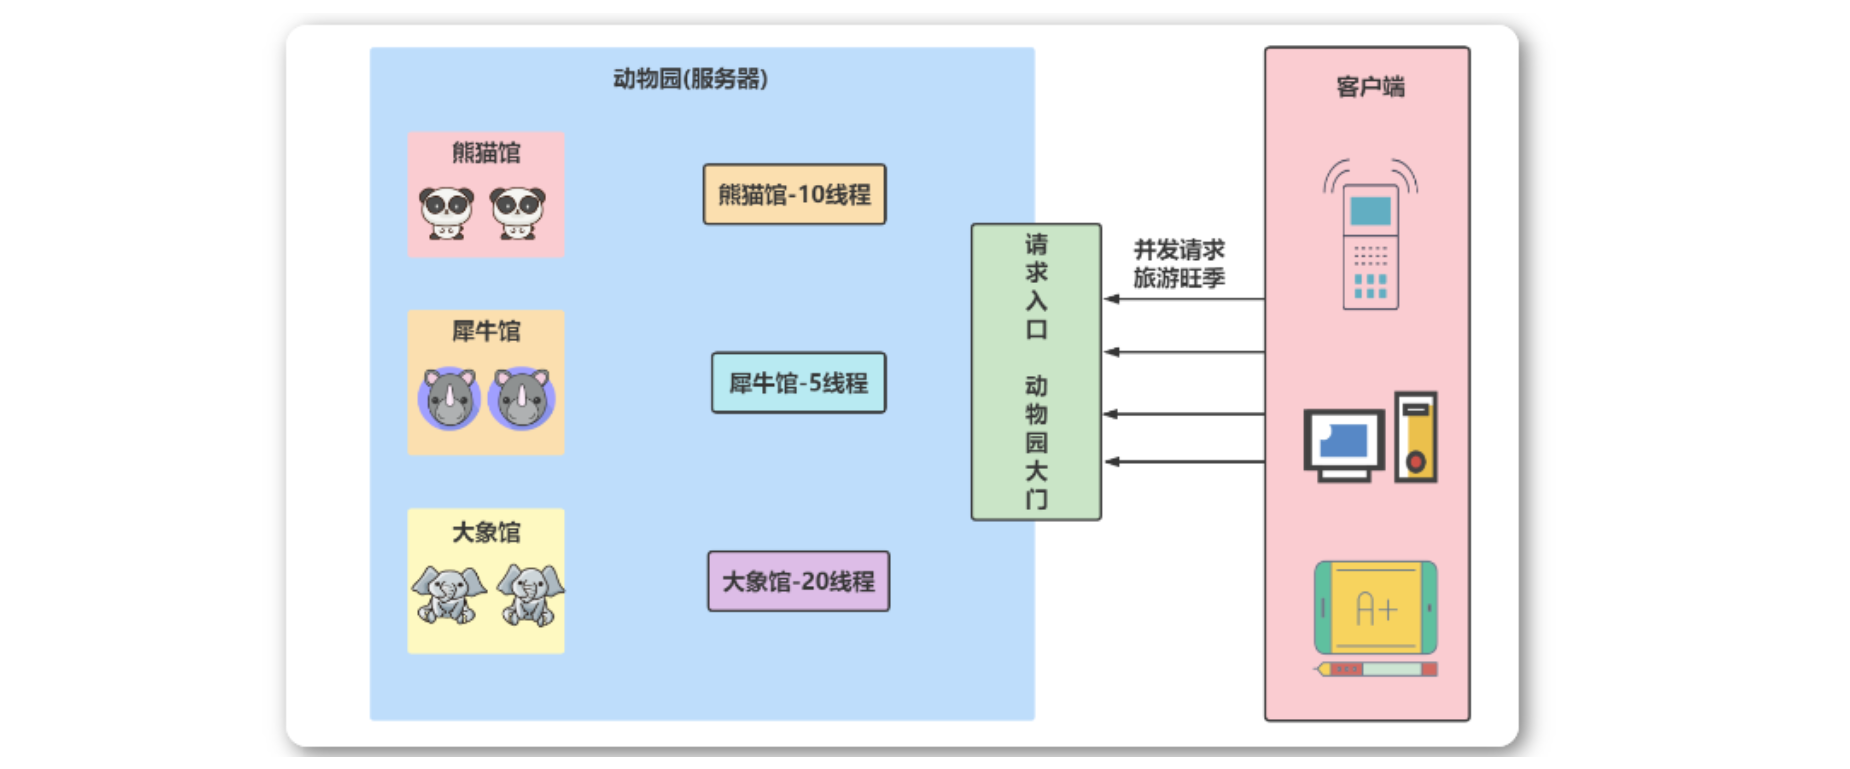 动物园(服务器)
熊猫馆
熊猫馆-10线程
犀牛馆
犀牛馆-5线程
大象馆
大象馆-20线程
请求入口 动物园大门
并发请求
旅游旺季
客户端
A+